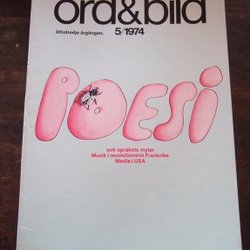 ord&bild
åttiotredje årgången. 5/1974
POESi
och språkets myter
Musik i revolutionens Frankrike
Media i USA